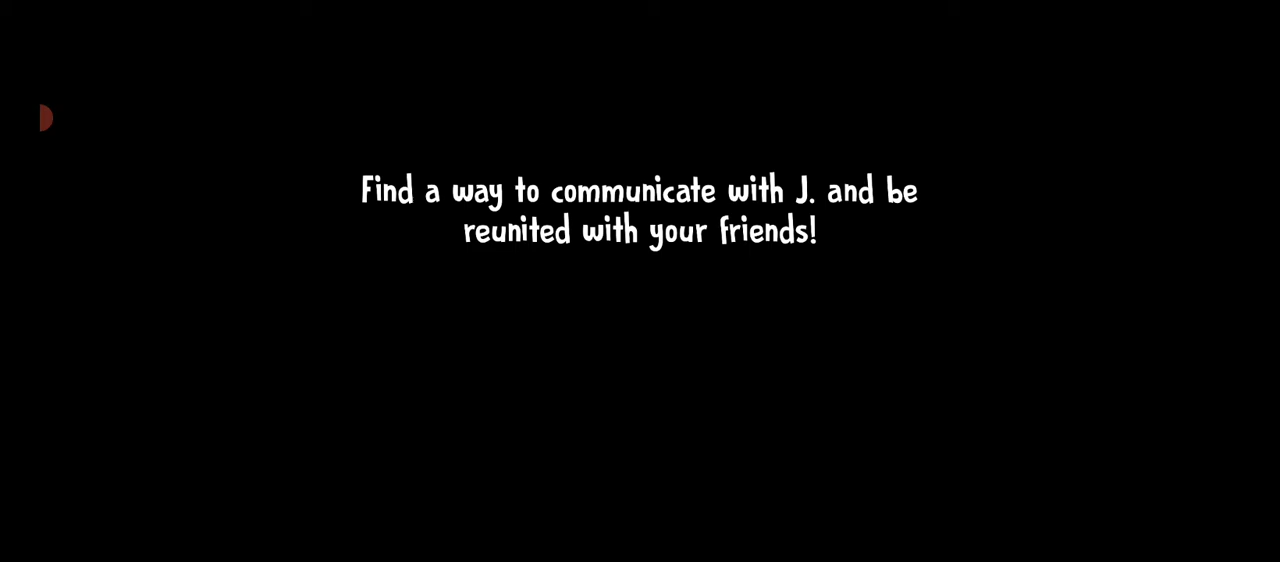 Find a way to communicate with J. and be
reunited with your friends!